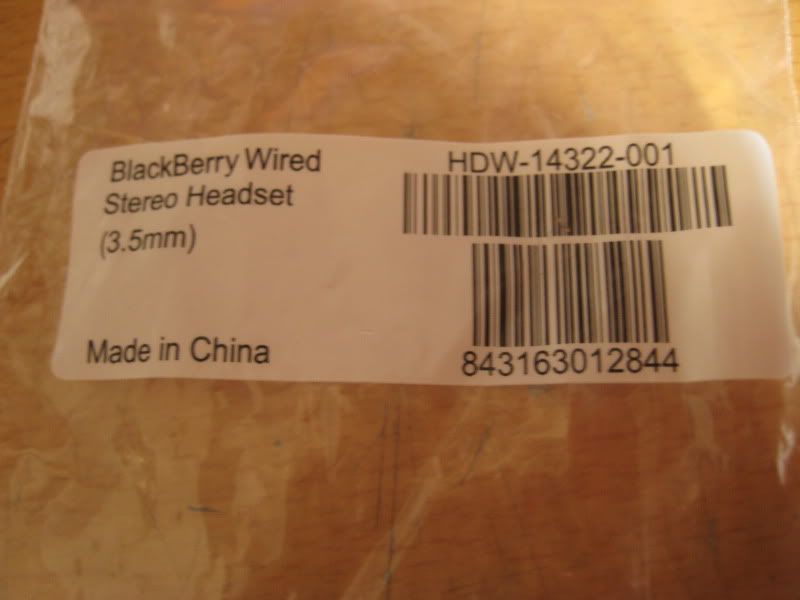 BlackBerry Wired
Stereo Headset
(3.5mm)
Made in China
HDW-14322-001
843163012844